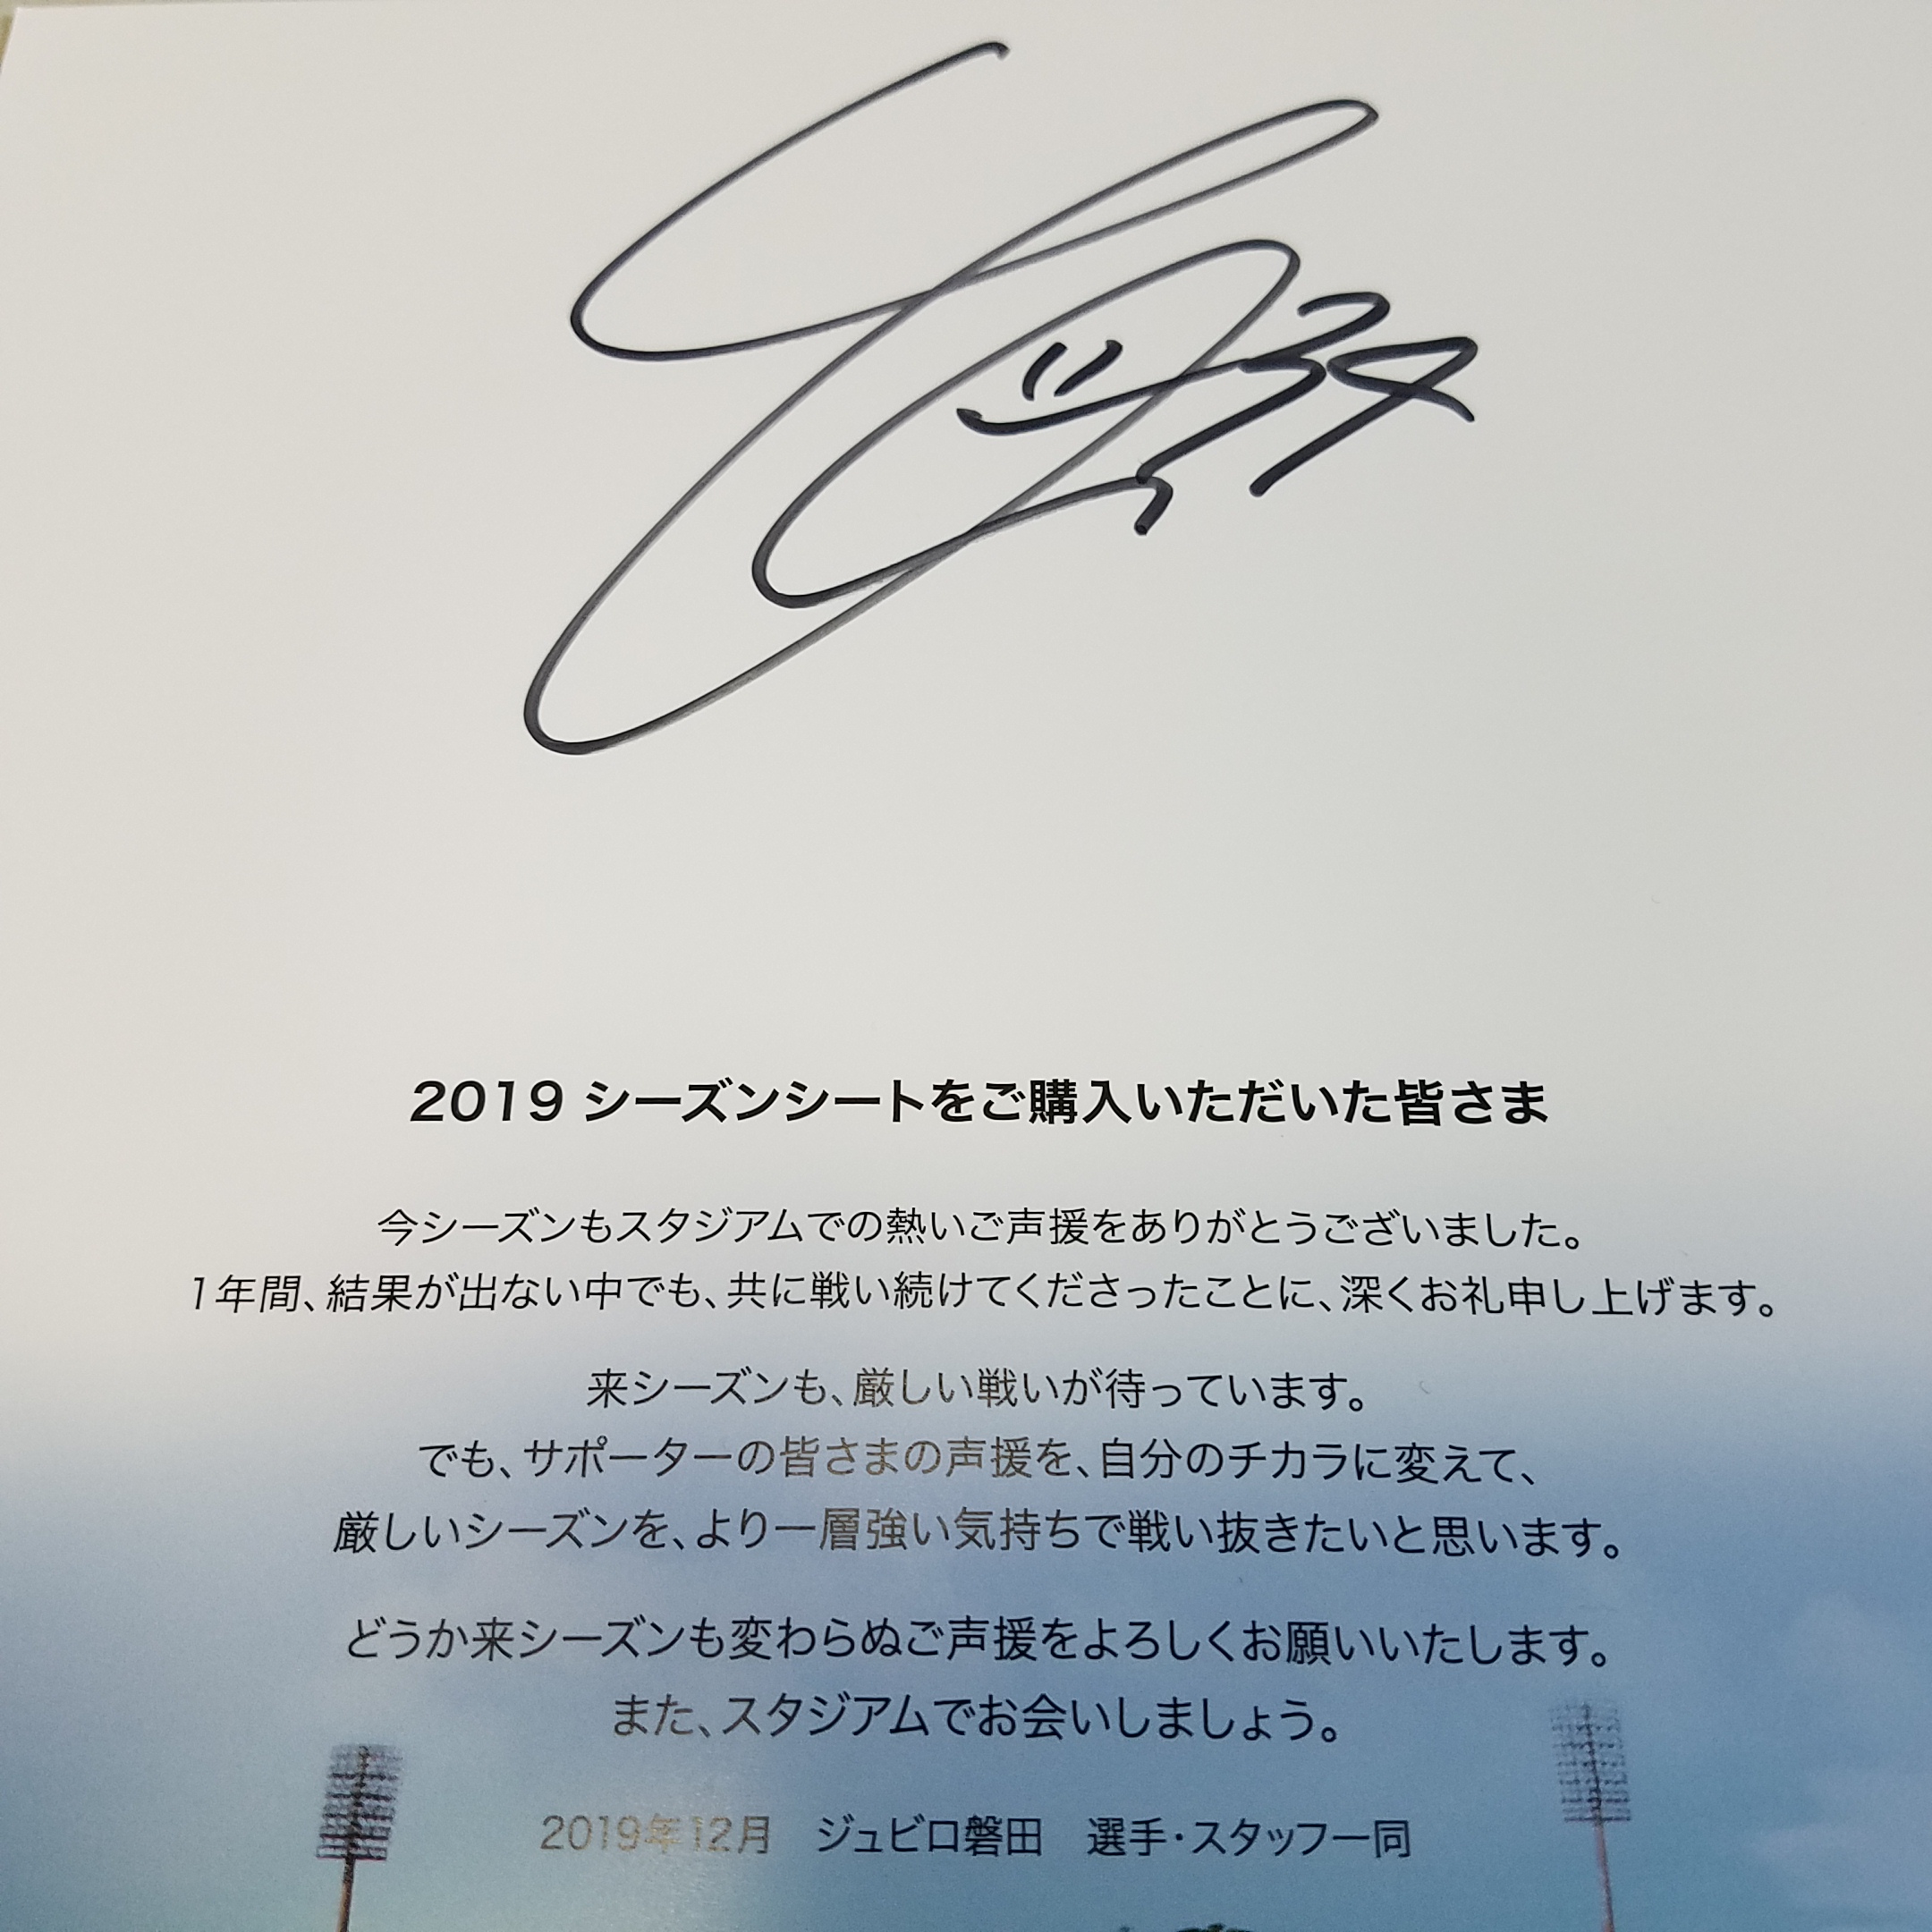 34
2019 シーズンシートをご購入いただいた皆さま
今シーズンもスタジアムでの熱いご声援をありがとうございました。
1年間、結果が出ない中でも、共に戦い続けてくださったことに、深くお礼申し上げます。
来シーズンも、厳しい戦いが待っています。
でも、サポーターの皆さまの声援を、自分のチカラに変えて、
厳しいシーズンを、より一層強い気持ちで戦い抜きたいと思います。
どうか来シーズンも変わらぬご声援をよろしくお願いいたします。
また、スタジアムでお会いしましょう。
2019年12月　ジュビロ磐田　選手・スタッフ一同